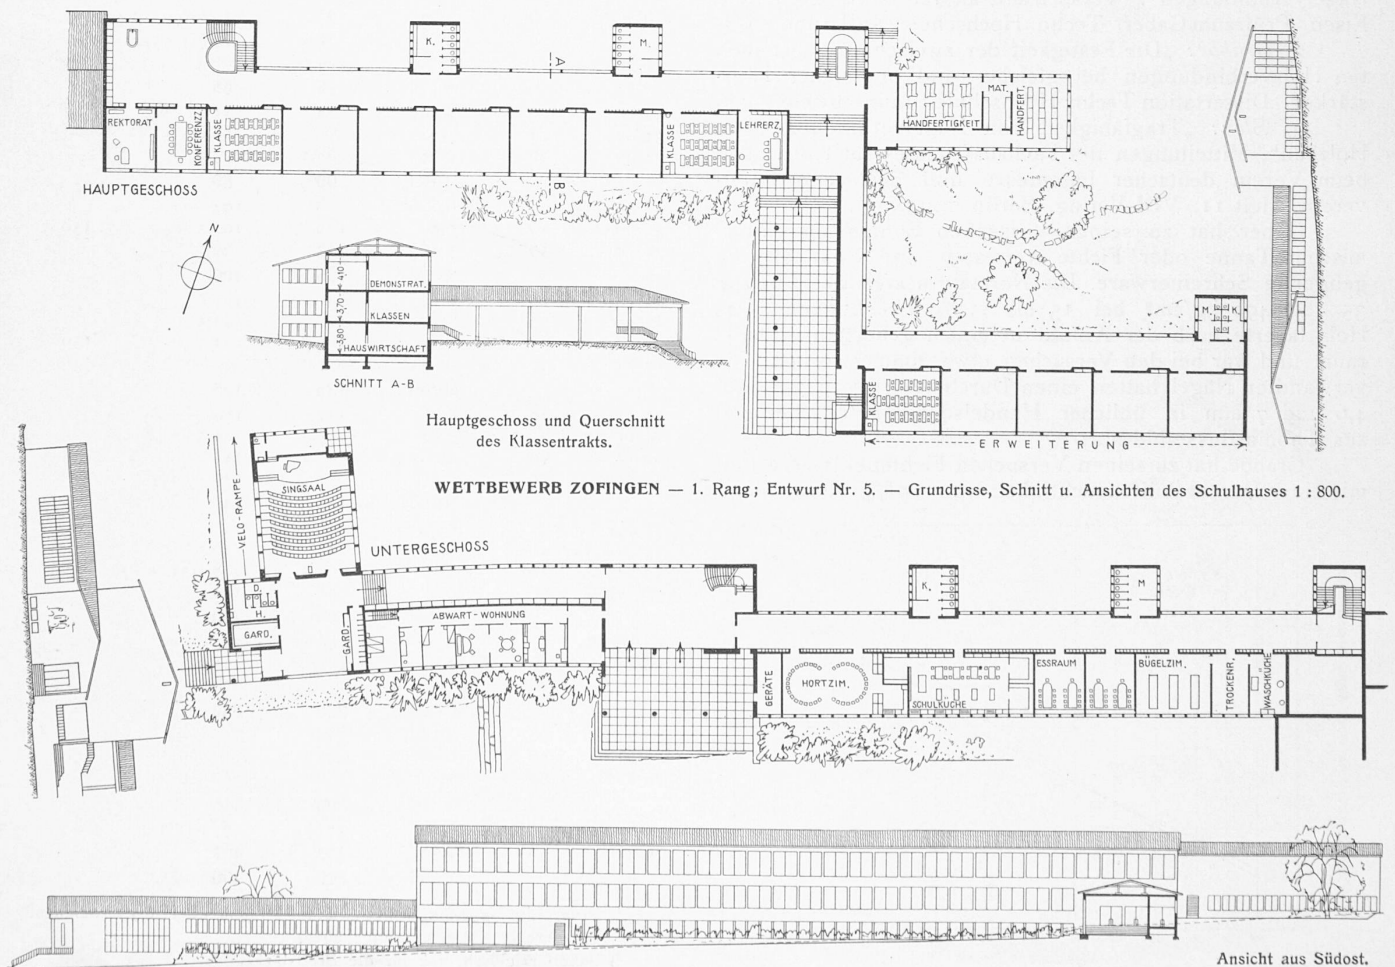 K.
M.
A
REKTORAT
KONFERENZZ.
KLASSE
KLASSE
LEHRERZ.
HANDFERTIGKEIT
MAT.
HANDFERT.
HAUPTGESCHOSS
B
N
4.10
DEMONSTRAT.
3.70
KLASSEN
3.80
HAUSWIRTSCHAFT
SCHNITT A-B
M.
K.
KLASSE
ERWEITERUNG
Hauptgeschoss und Querschnitt
des Klassentrakts.
WETTBEWERB ZOFINGEN — 1. Rang; Entwurf Nr. 5. — Grundrisse, Schnitt u. Ansichten des Schulhauses 1 : 800.
VELO-RAMPE
SINGSAAL
UNTERGESCHOSS
D.
H.
GARD.
GARD.
ABWART-WOHNUNG
K.
M
GERÄTE
HORTZIM.
SCHULKÜCHE
ESSRAUM
BÜGELZIM.
TROCKENR.
WASCHKÜCHE
Ansicht aus Südost.